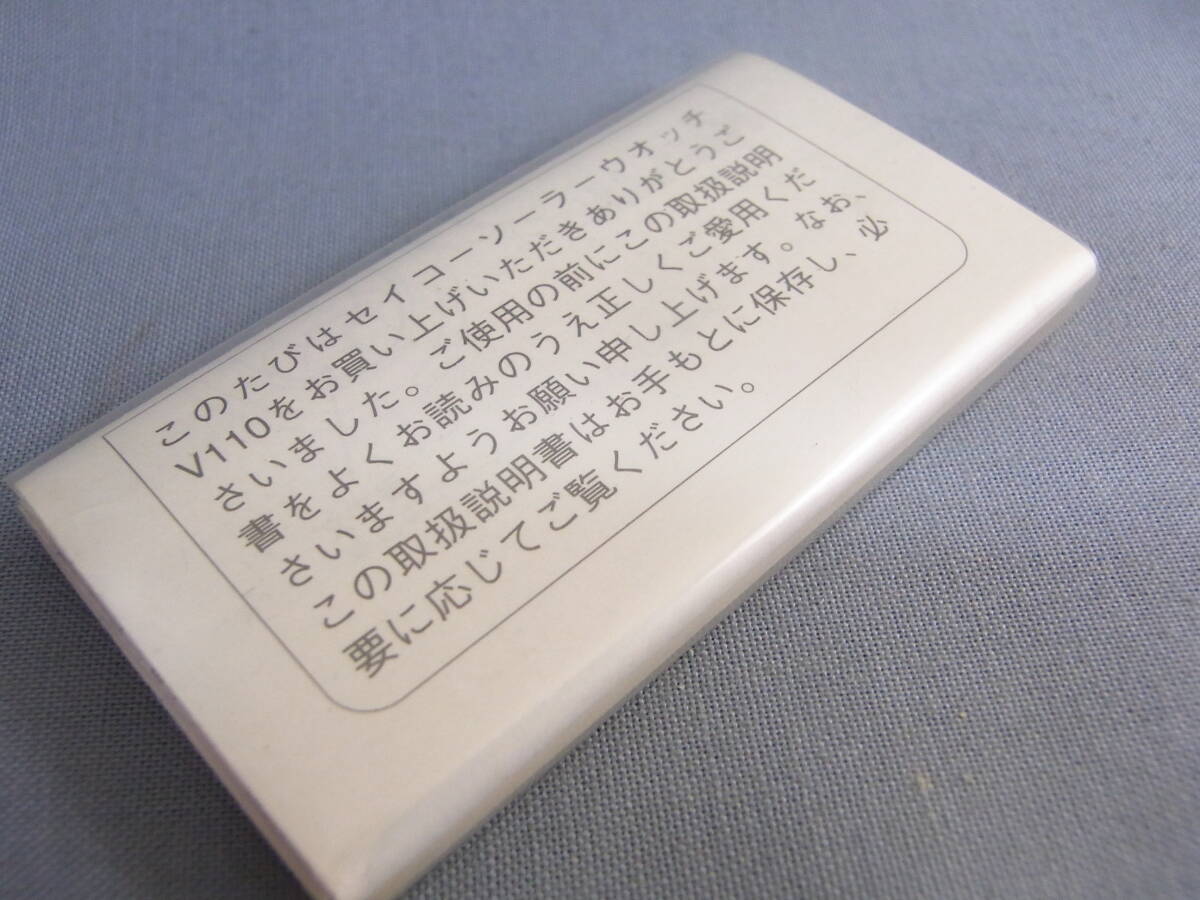 このたびはセイコーソーラーウオッチ
V110をお買い上げいただきありがとうご
さいました。ご使用の前にこの取扱説明
書をよくお読みのうえ正しくご愛用くだ
さいますようお願い申し上げます。なお、
この取扱説明書はお手もとに保存し、必
要に応じてご覧ください。